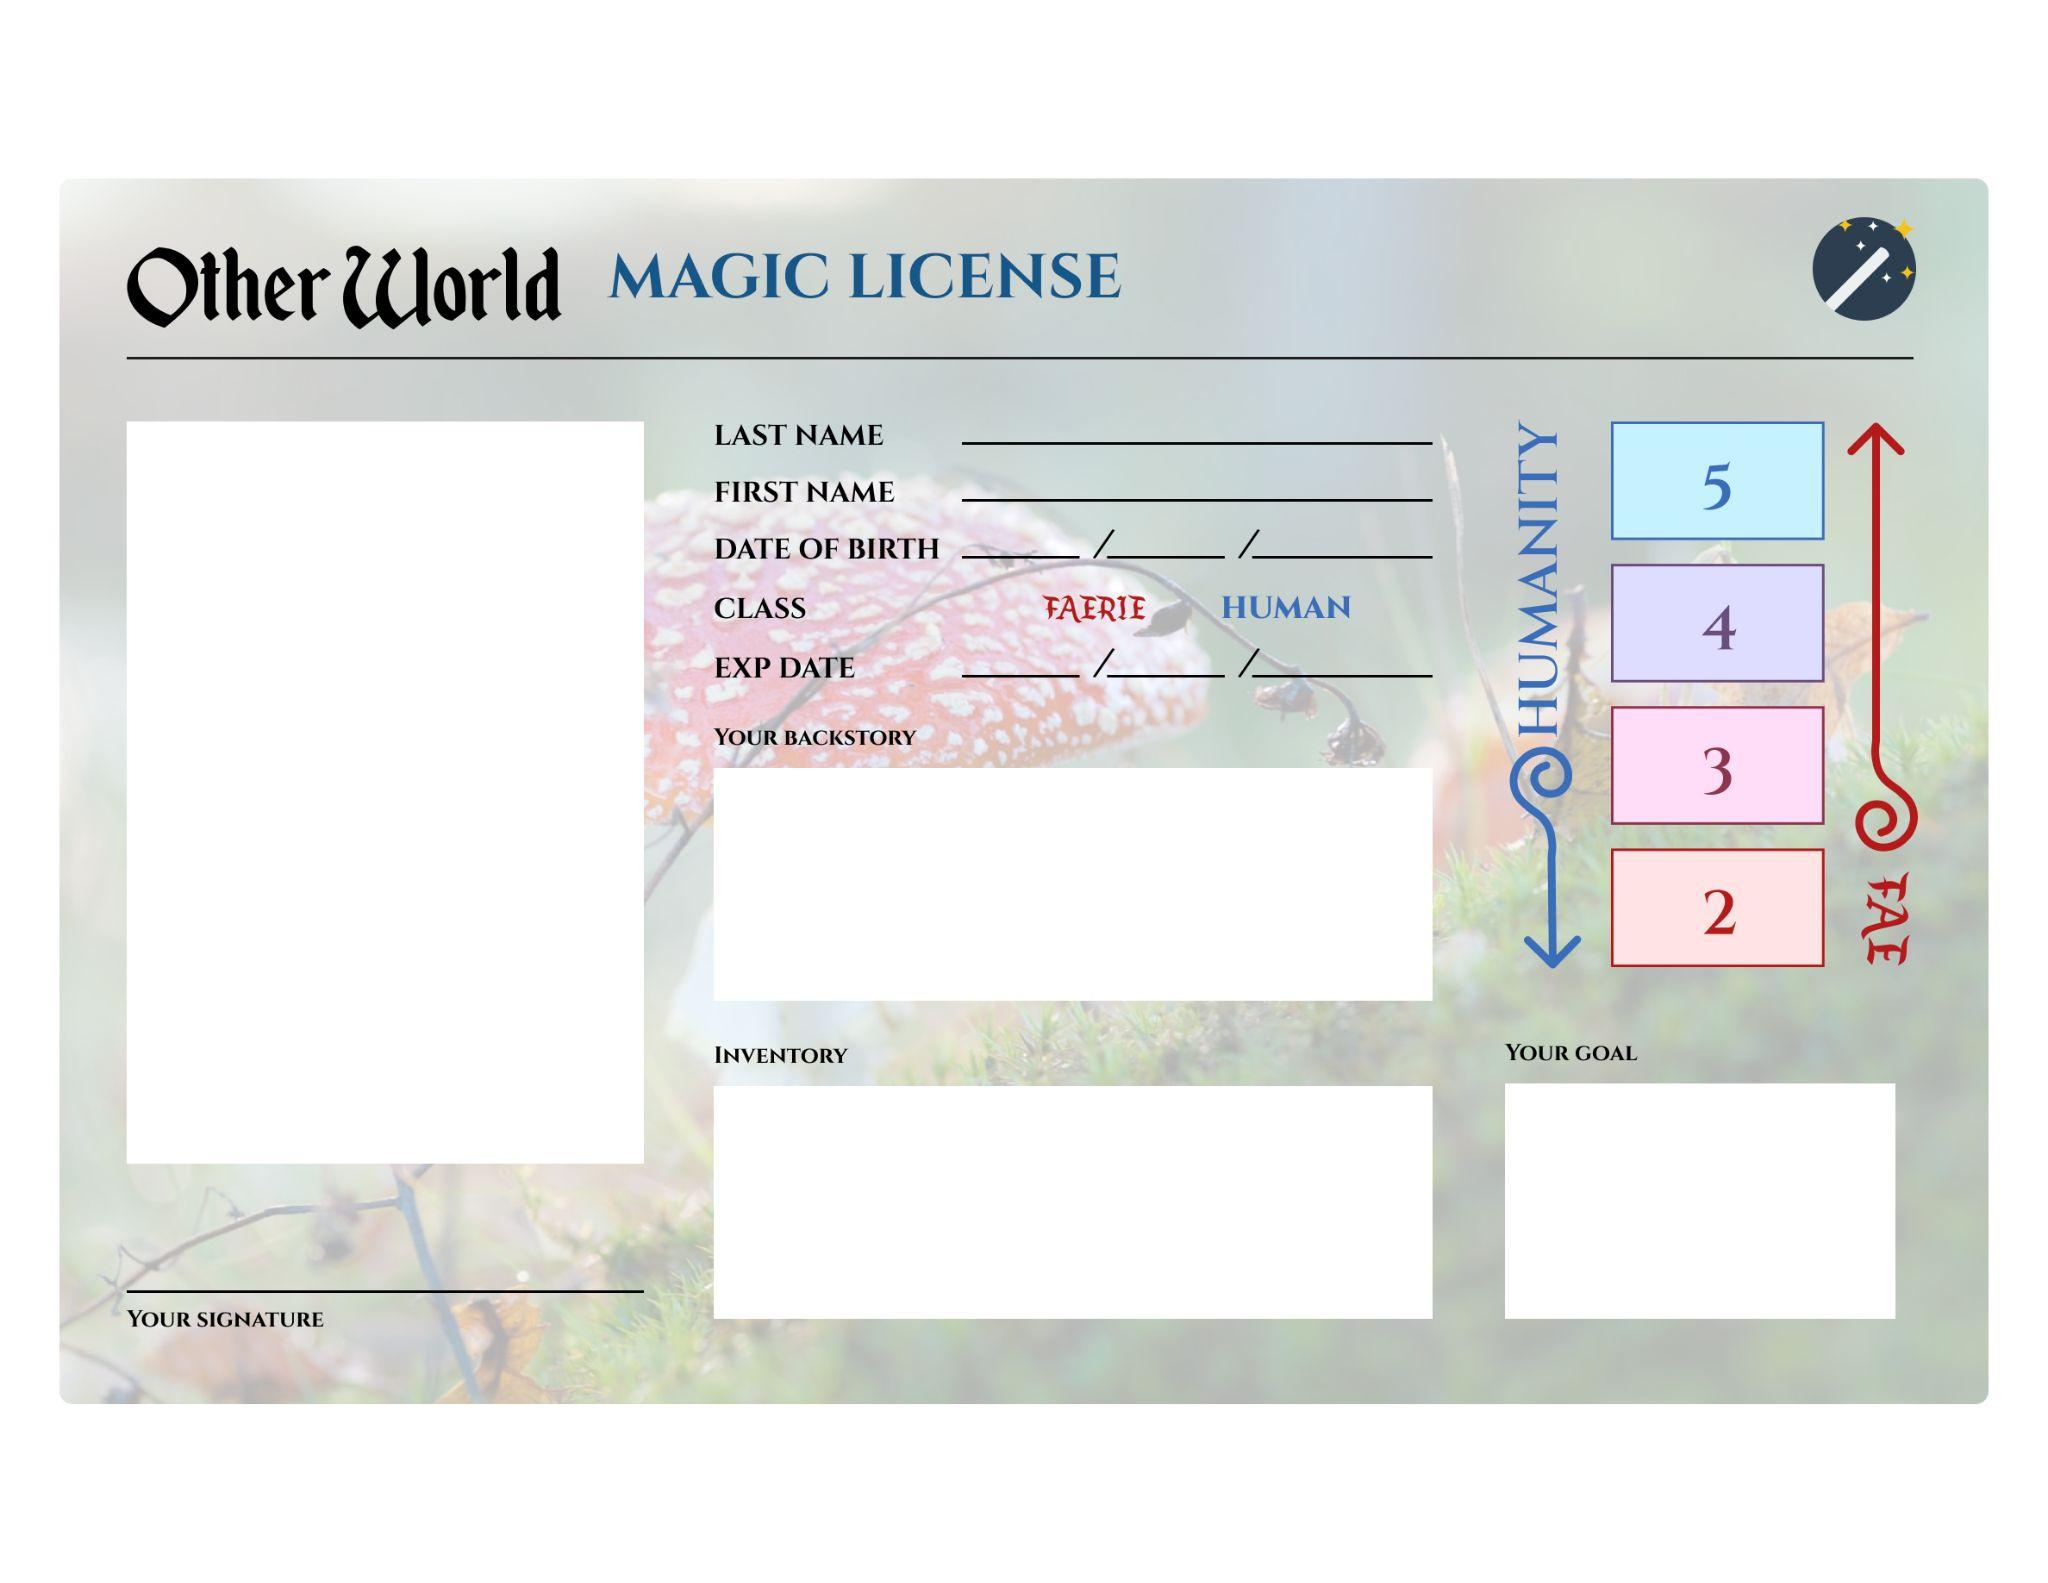 Other World MAGIC LICENSE
LAST NAME
FIRST NAME
DATE OF BIRTH / /
CLASS FAERIE HUMAN
EXP DATE / /
YOUR BACKSTORY
INVENTORY
YOUR SIGNATURE
HUMANITY
5
4
3
2
FAE
YOUR GOAL